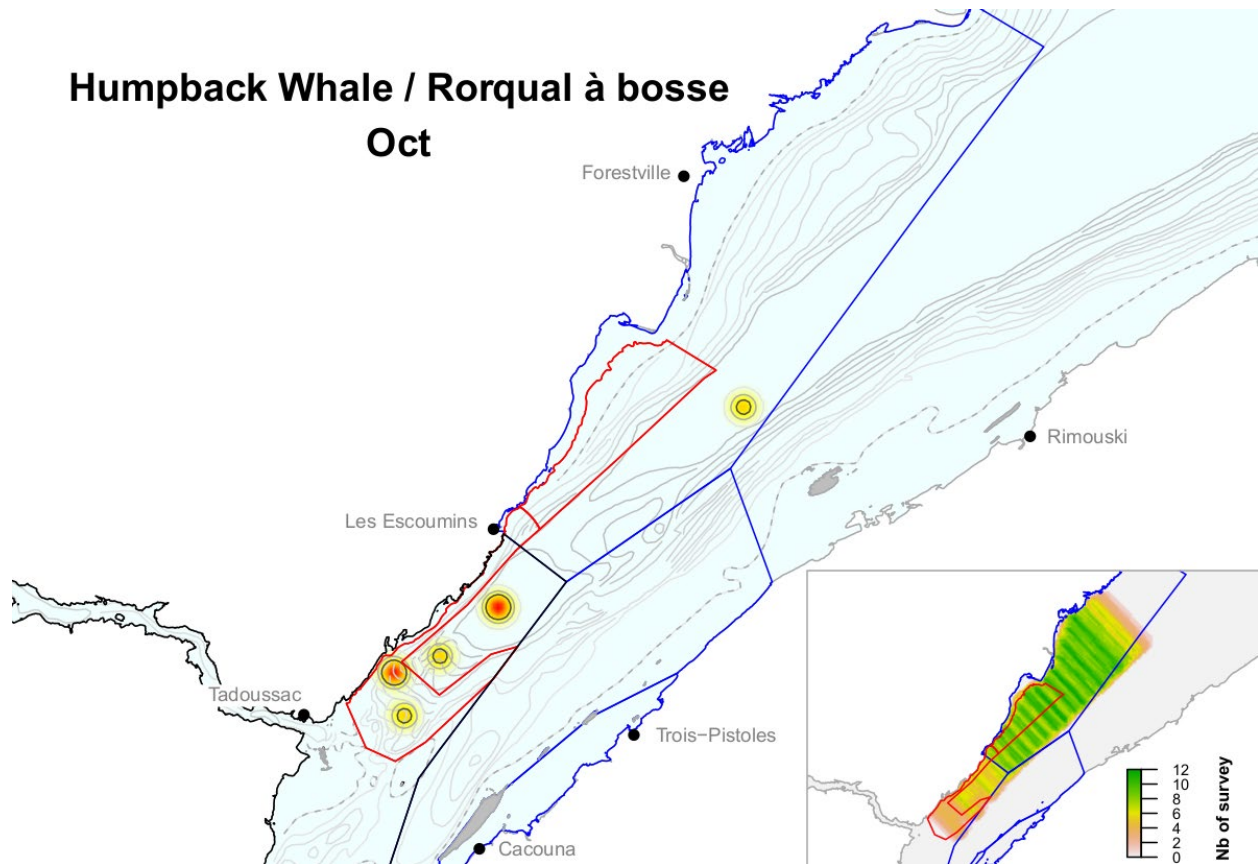 Humpback Whale / Rorqual à bosse
Oct
Forestville
Rimouski
Les Escoumins
Tadoussac
Trois−Pistoles
Cacouna
12
10
8
6
4
2
0
Nb of survey